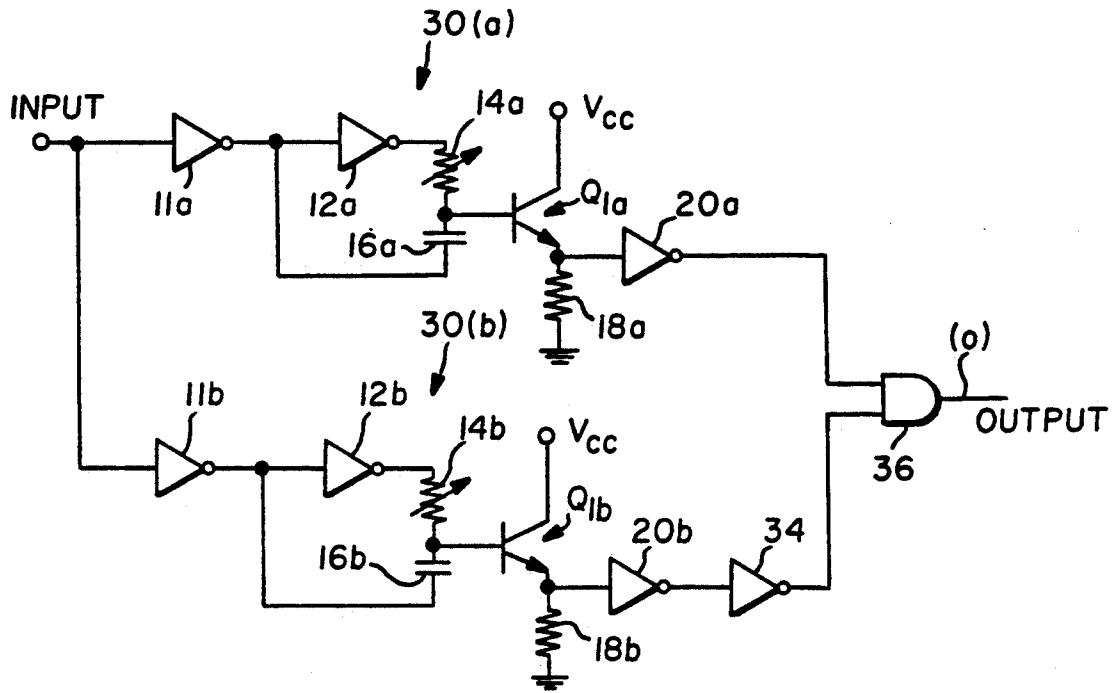 30(a)
INPUT
14a
Vcc
11a
12a
Q1a
20a
16a
18a
30(b)
(o)
11b
12b
14b
Vcc
OUTPUT
36
Q1b
20b
34
16b
18b